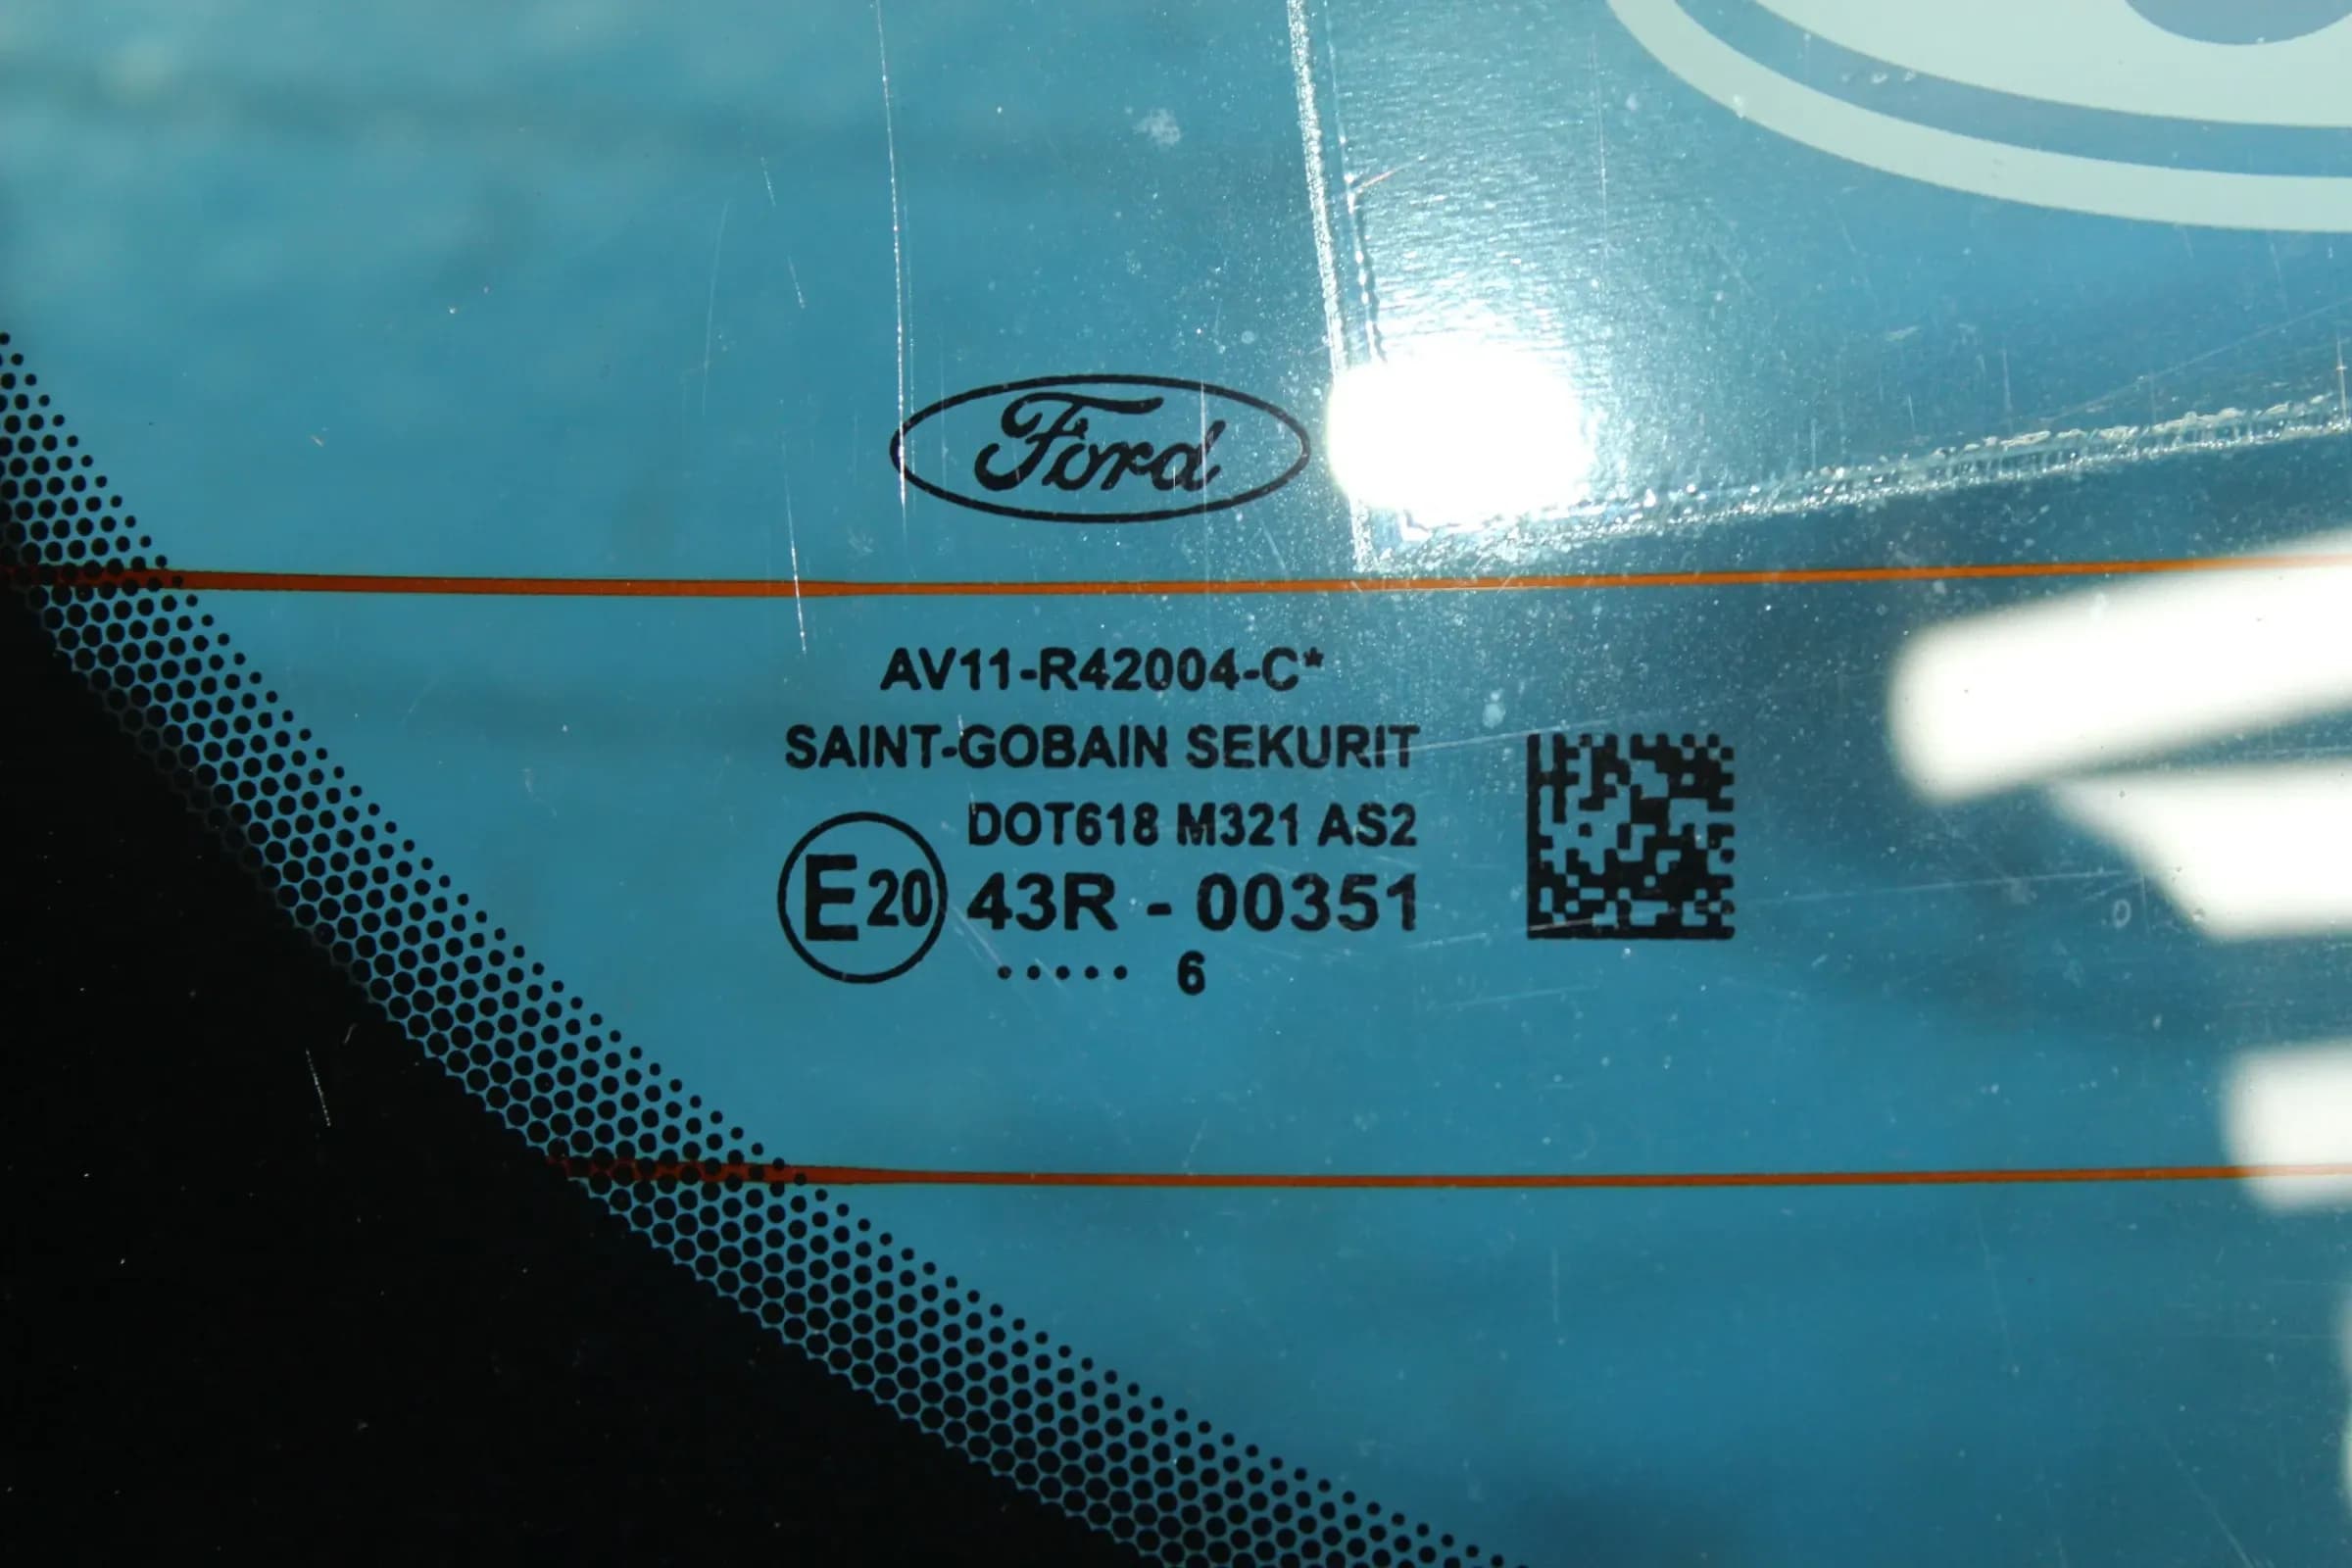 Ford
AV11-R42004-C*
SAINT-GOBAIN SEKURIT
DOT618 M321 AS2
E20 43R - 00351
..... 6